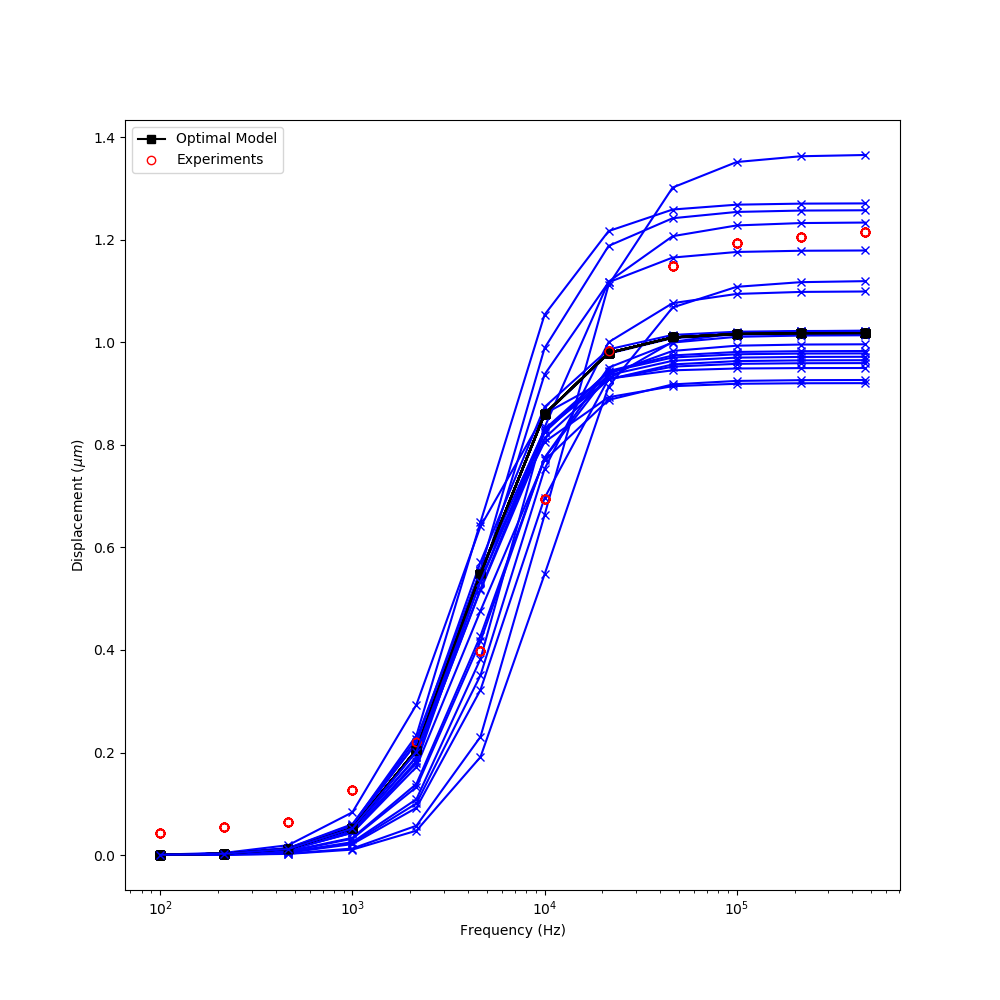 Optimal Model
Experiments
1.4
1.2
1.0
0.8
0.6
0.4
0.2
0.0
Displacement (μm)
10² 10³ 10⁴ 10⁵
Frequency (Hz)